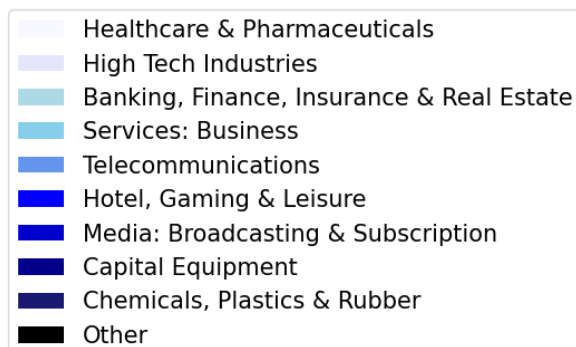 Healthcare & Pharmaceuticals
High Tech Industries
Banking, Finance, Insurance & Real Estate
Services: Business
Telecommunications
Hotel, Gaming & Leisure
Media: Broadcasting & Subscription
Capital Equipment
Chemicals, Plastics & Rubber
Other